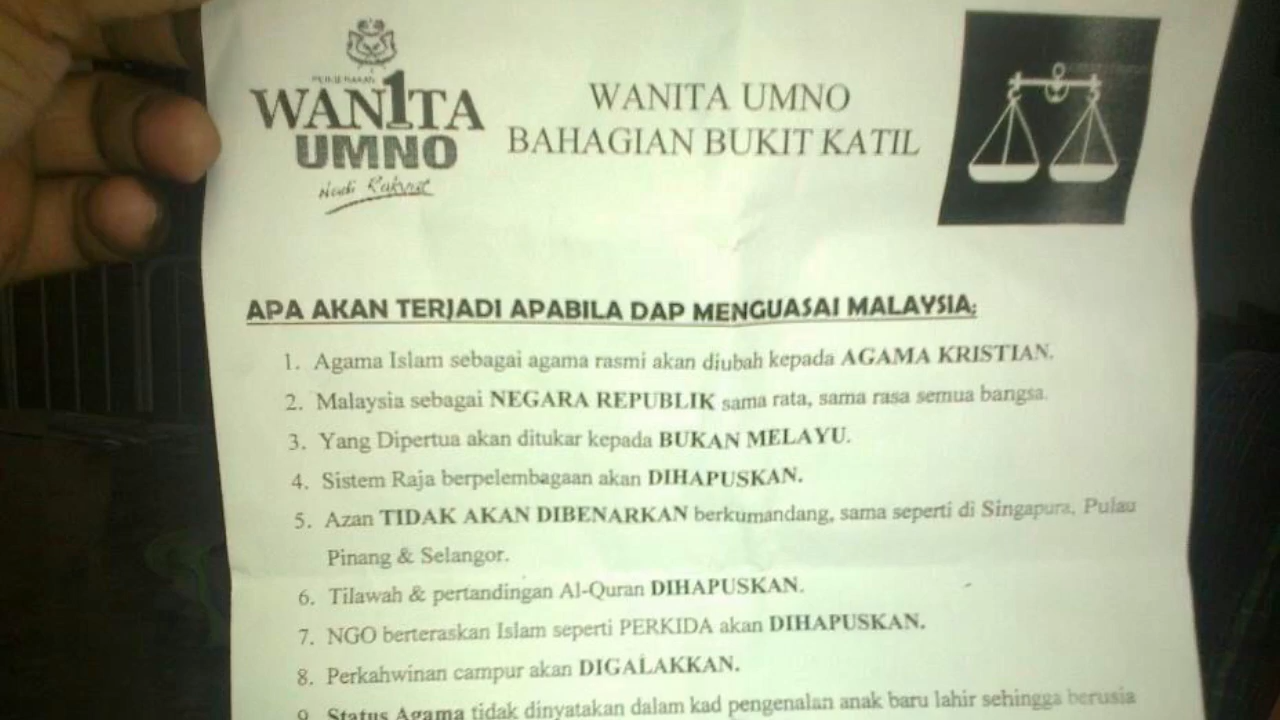 WAN1TA
UMNO
Nadi Rakyat
WANITA UMNO
BAHAGIAN BUKIT KATIL
APA AKAN TERJADI APABILA DAP MENGUASAI MALAYSIA;
1. Agama Islam sebagai agama rasmi akan diubah kepada AGAMA KRISTIAN.
2. Malaysia sebagai NEGARA REPUBLIK sama rata, sama rasa semua bangsa.
3. Yang Dipertua akan ditukar kepada BUKAN MELAYU.
4. Sistem Raja berpelembagaan akan DIHAPUSKAN.
5. Azan TIDAK AKAN DIBENARKAN berkumandang, sama seperti di Singapura, Pulau
Pinang & Selangor.
6. Tilawah & pertandingan Al-Quran DIHAPUSKAN.
7. NGO berteraskan Islam seperti PERKIDA akan DIHAPUSKAN.
8. Perkahwinan campur akan DIGALAKKAN.
9. Status Agama tidak dinyatakan dalam kad pengenalan anak baru lahir sehingga berusia